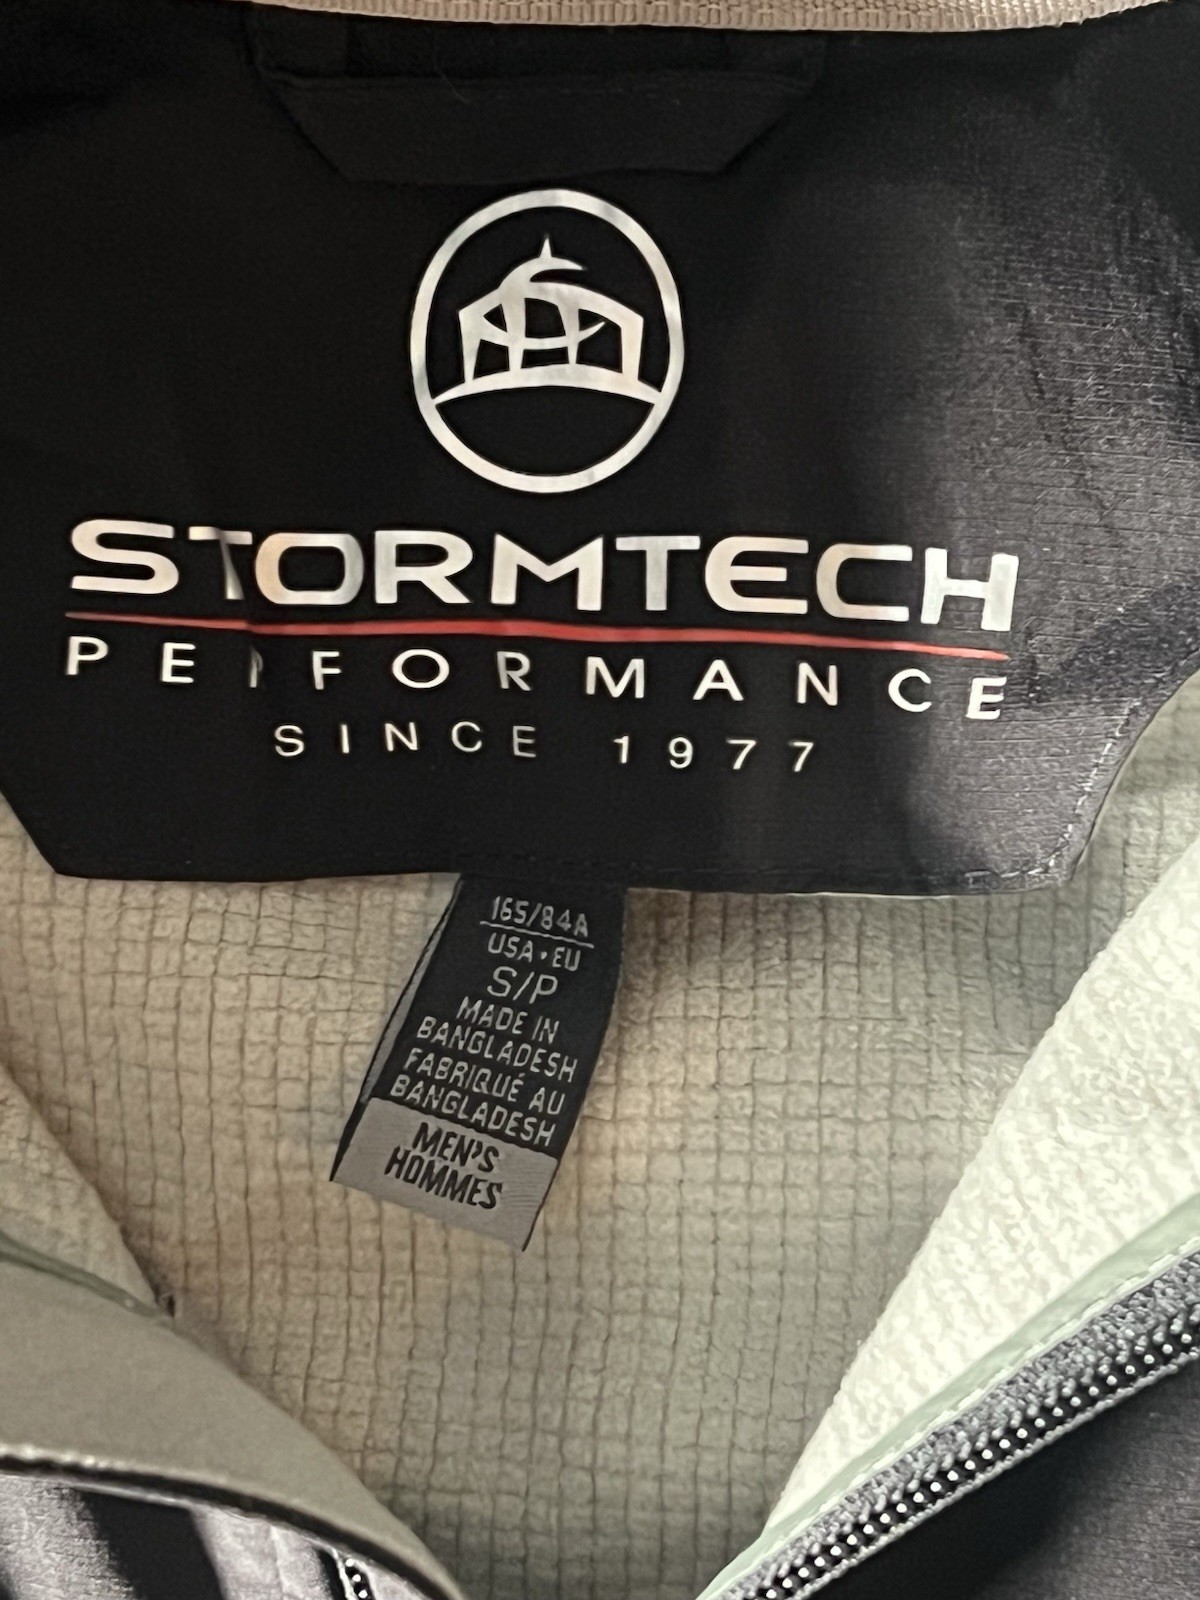 STORMTECH
PERFORMANCE
SINCE 1977
165/84A
USA•EU
S/P
MADE IN
BANGLADESH
FABRIQUÉ AU
BANGLADESH
MEN'S
HOMMES